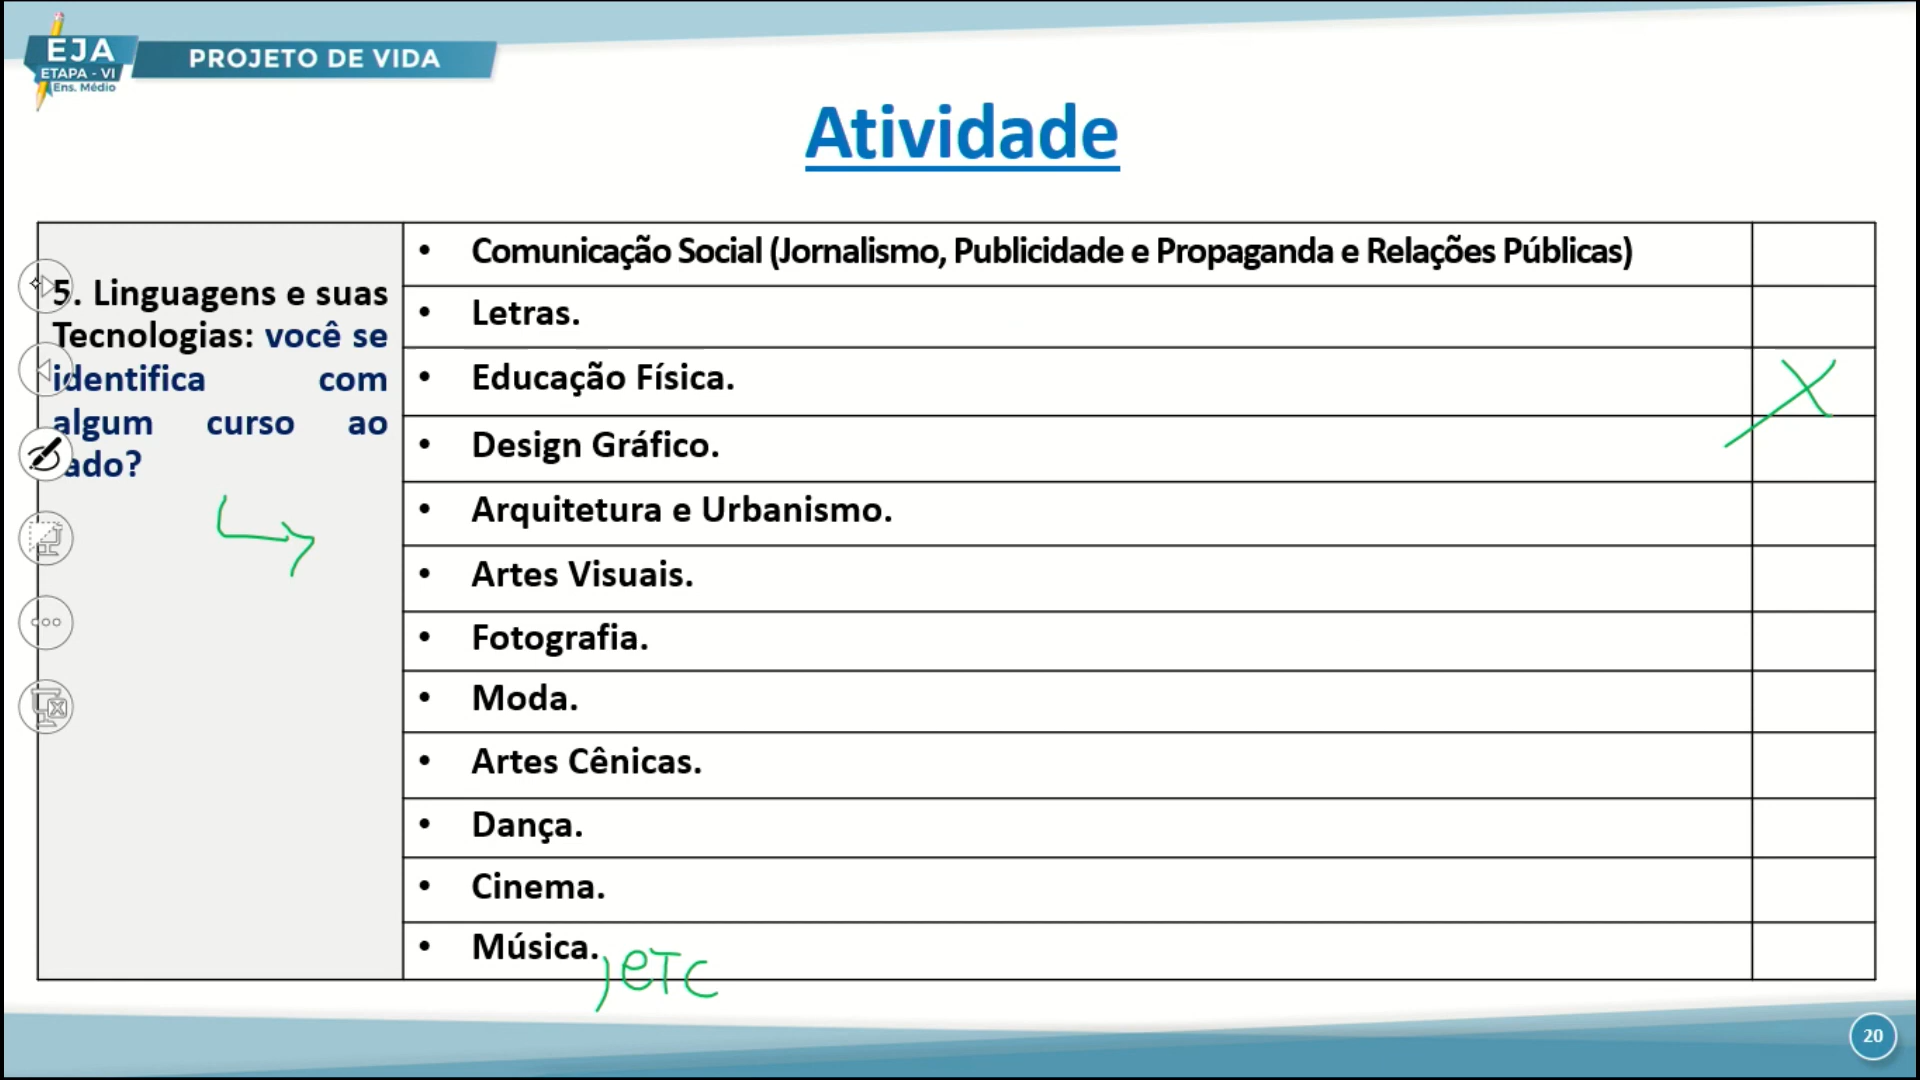 EJA
ETAPA - VI
Ens. Médio
PROJETO DE VIDA
Atividade
5. Linguagens e suas
Tecnologias: você se
identifica com
algum curso ao
lado?
• Comunicação Social (Jornalismo, Publicidade e Propaganda e Relações Públicas)
• Letras.
• Educação Física.
X
• Design Gráfico.
• Arquitetura e Urbanismo.
• Artes Visuais.
• Fotografia.
• Moda.
• Artes Cênicas.
• Dança.
• Cinema.
• Música.
, eTC
20